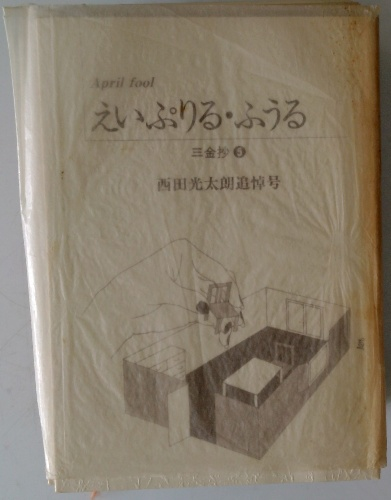 April fool
えいぷりる・ふうる
三金抄 5
西田光太朗追悼号